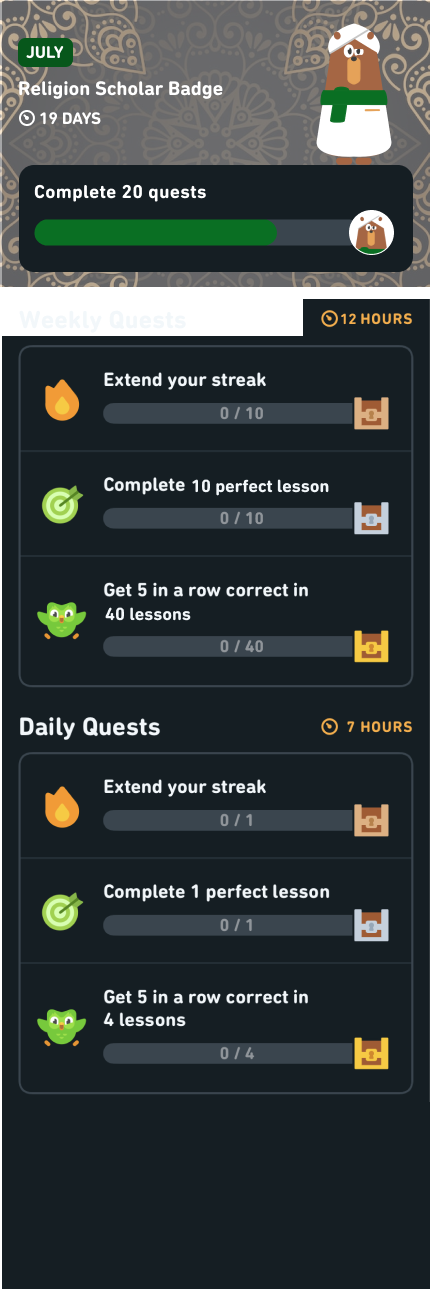 JULY
Religion Scholar Badge
19 DAYS
Complete 20 quests
Weekly Quests
12 HOURS
Extend your streak
0 / 10
Complete 10 perfect lesson
0 / 10
Get 5 in a row correct in
40 lessons
0 / 40
Daily Quests
7 HOURS
Extend your streak
0 / 1
Complete 1 perfect lesson
0 / 1
Get 5 in a row correct in
4 lessons
0 / 4